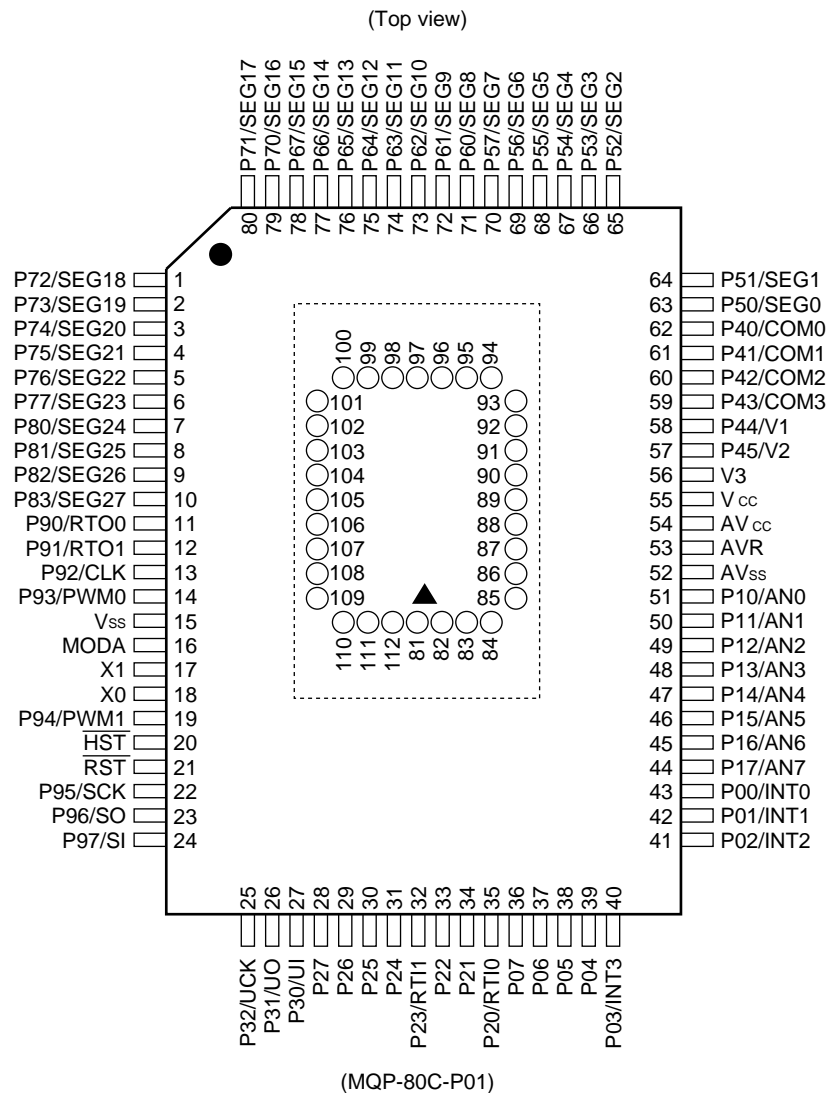 (Top view)
P71/SEG17
P70/SEG16
P67/SEG15
P66/SEG14
P65/SEG13
P64/SEG12
P63/SEG11
P62/SEG10
P61/SEG9
P60/SEG8
P57/SEG7
P56/SEG6
P55/SEG5
P54/SEG4
P53/SEG3
P52/SEG2
80 79 78 77 76 75 74 73 72 71 70 69 68 67 66 65
P72/SEG18 1 64 P51/SEG1
P73/SEG19 2 63 P50/SEG0
P74/SEG20 3 62 P40/COM0
P75/SEG21 4 61 P41/COM1
P76/SEG22 5 60 P42/COM2
P77/SEG23 6 59 P43/COM3
P80/SEG24 7 58 P44/V1
P81/SEG25 8 57 P45/V2
P82/SEG26 9 56 V3
P83/SEG27 10 55 Vcc
P90/RTO0 11 54 AVcc
P91/RTO1 12 53 AVR
P92/CLK 13 52 AVss
P93/PWM0 14 51 P10/AN0
Vss 15 50 P11/AN1
MODA 16 49 P12/AN2
X1 17 48 P13/AN3
X0 18 47 P14/AN4
P94/PWM1 19 46 P15/AN5
HST 20 45 P16/AN6
RST 21 44 P17/AN7
P95/SCK 22 43 P00/INT0
P96/SO 23 42 P01/INT1
P97/SI 24 41 P02/INT2
100 99 98 97 96 95 94
101 93
102 92
103 91
104 90
105 89
106 88
107 87
108 86
109 85
110 111 112 81 82 83 84
25 26 27 28 29 30 31 32 33 34 35 36 37 38 39 40
P32/UCK
P31/UO
P30/UI
P27
P26
P25
P24
P23/RTI1
P22
P21
P20/RTI0
P07
P06
P05
P04
P03/INT3
(MQP-80C-P01)